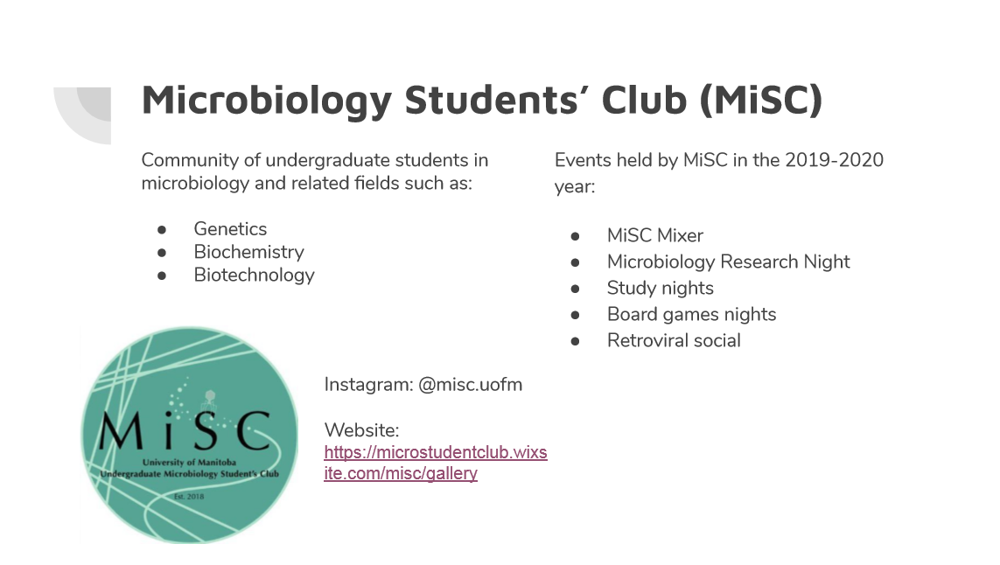 Microbiology Students’ Club (MiSC)
Community of undergraduate students in
microbiology and related fields such as:
● Genetics
● Biochemistry
● Biotechnology
Events held by MiSC in the 2019-2020
year:
● MiSC Mixer
● Microbiology Research Night
● Study nights
● Board games nights
● Retroviral social
MiSC
University of Manitoba
Undergraduate Microbiology Student's Club
Est. 2018
Instagram: @misc.uofm
Website:
https://microstudentclub.wixs
ite.com/misc/gallery